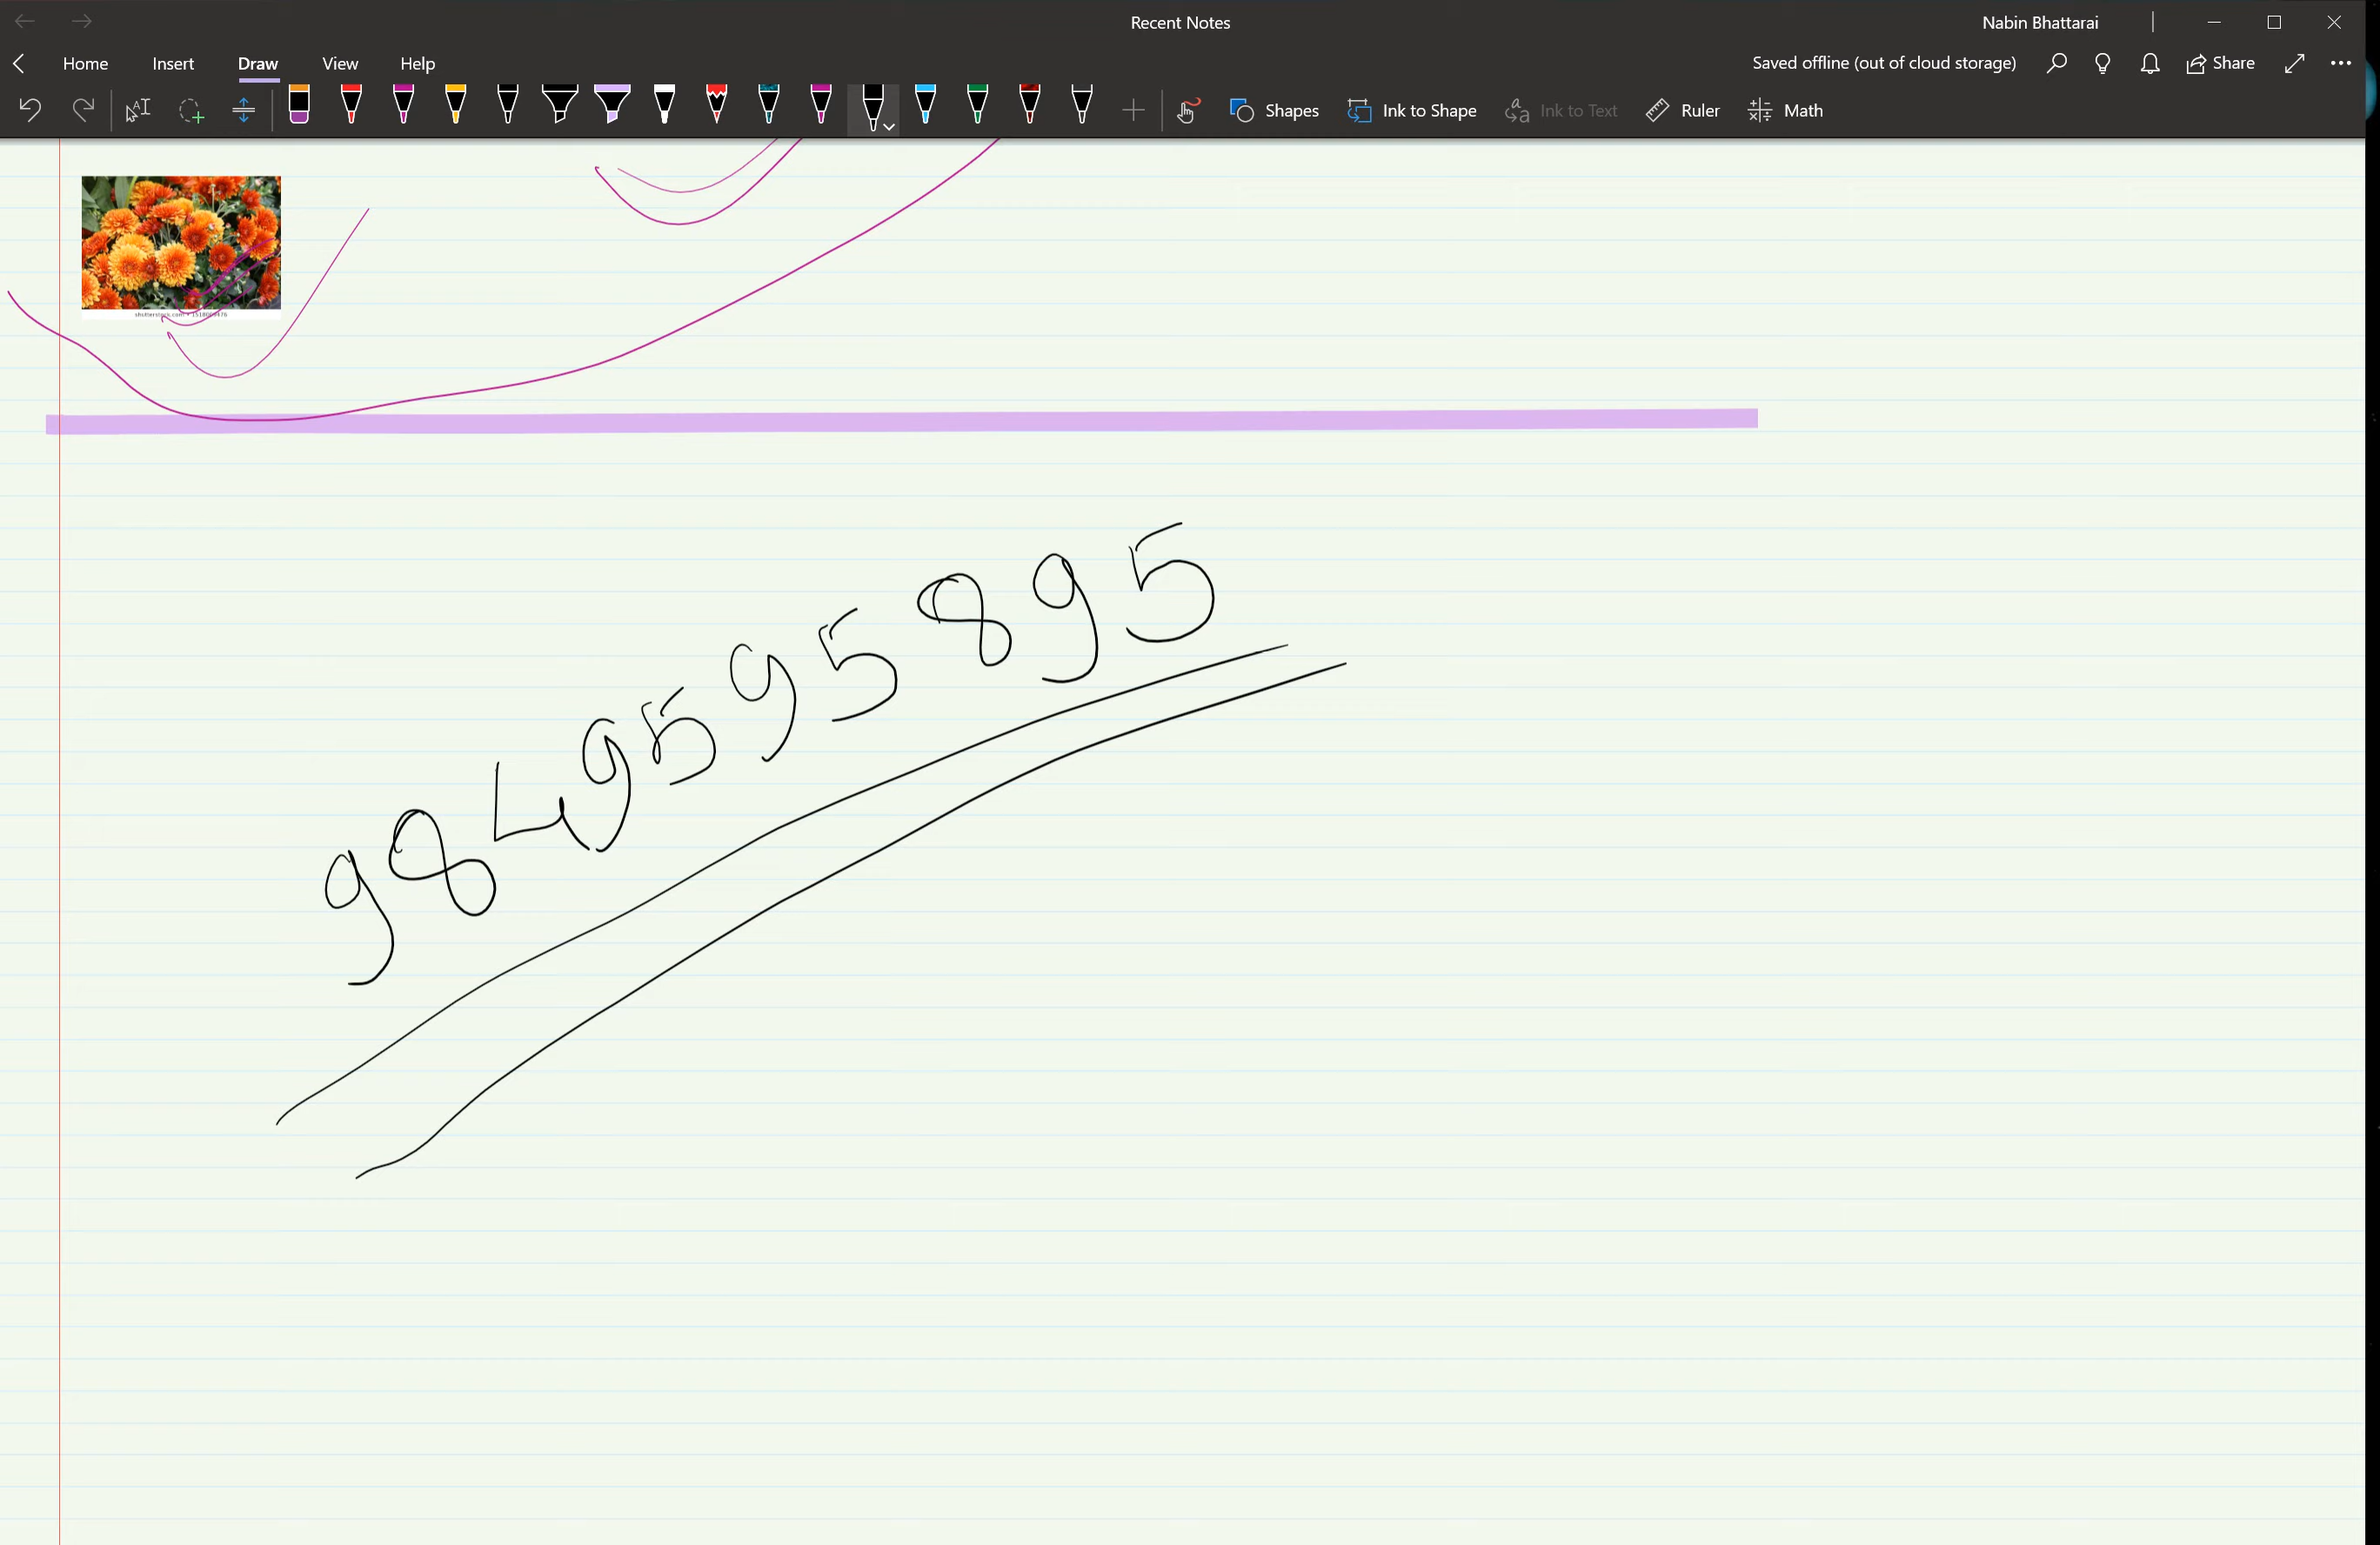 Recent Notes
Nabin Bhattarai
Home Insert Draw View Help
Saved offline (out of cloud storage)
Share
Shapes
Ink to Shape
Ink to Text
Ruler
Math
9849595895